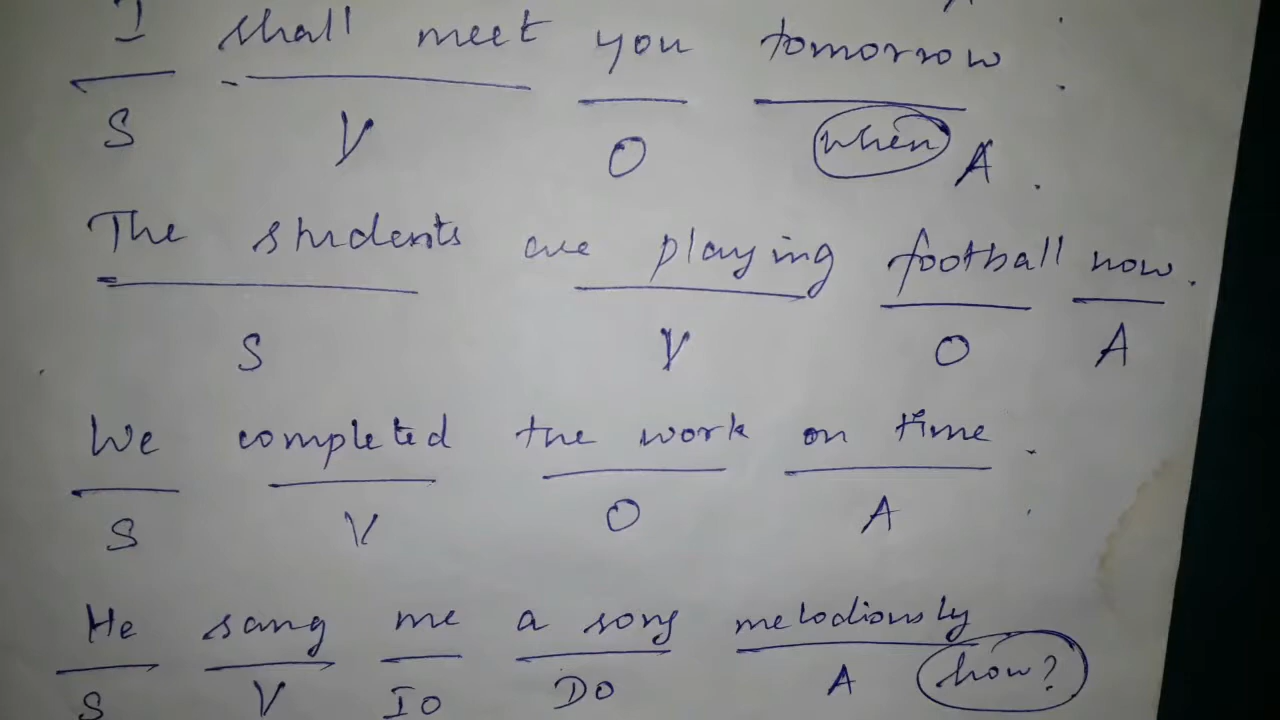 I shall meet you tomorrow.
S V O when A.
The students are playing football now.
S V O A
We completed the work on time.
S V O A
He sang me a song melodiously
S V IO DO A how?